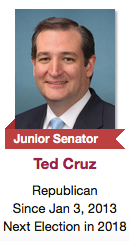 Junior Senator
Ted Cruz
Republican
Since Jan 3, 2013
Next Election in 2018